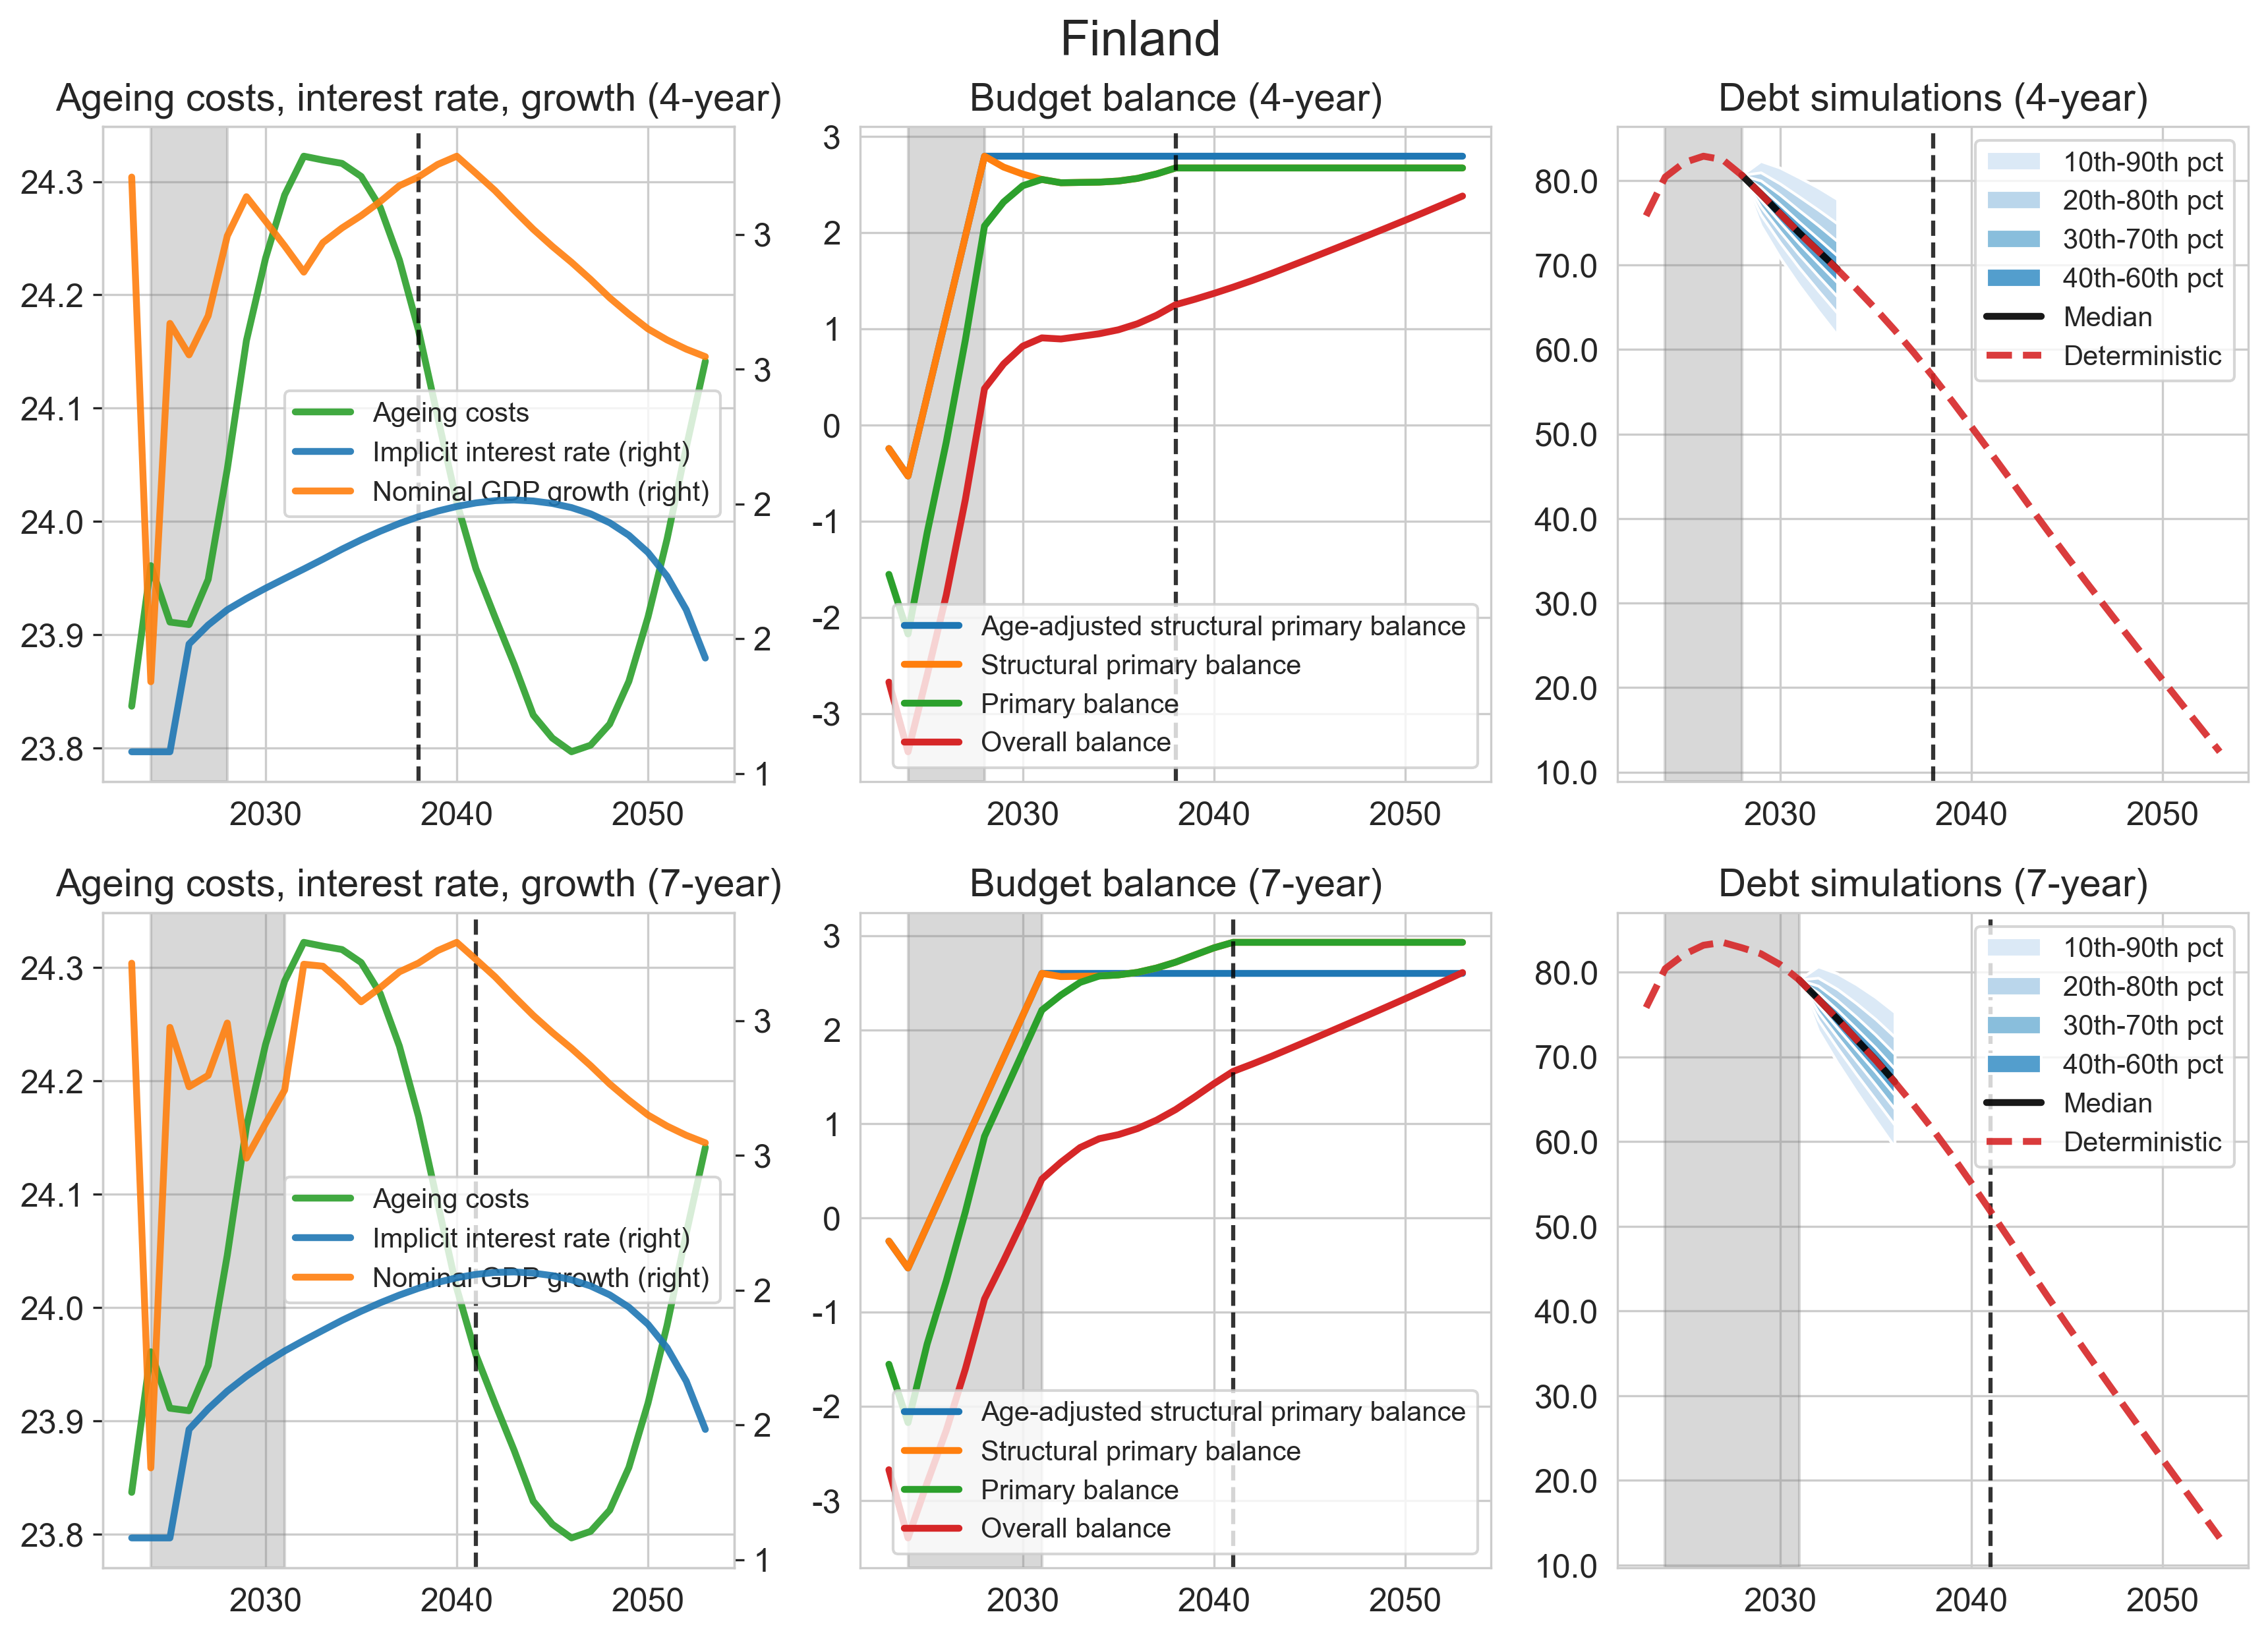 Finland
Ageing costs, interest rate, growth (4-year)
24.3
24.2
24.1
24.0
23.9
23.8
3
3
2
2
1
2030
2040
2050
Ageing costs
Implicit interest rate (right)
Nominal GDP growth (right)
Budget balance (4-year)
3
2
1
0
-1
-2
-3
2030
2040
2050
Age-adjusted structural primary balance
Structural primary balance
Primary balance
Overall balance
Debt simulations (4-year)
80.0
70.0
60.0
50.0
40.0
30.0
20.0
10.0
2030
2040
2050
10th-90th pct
20th-80th pct
30th-70th pct
40th-60th pct
Median
Deterministic
Ageing costs, interest rate, growth (7-year)
24.3
24.2
24.1
24.0
23.9
23.8
3
3
2
2
1
2030
2040
2050
Ageing costs
Implicit interest rate (right)
Nominal GDP growth (right)
Budget balance (7-year)
3
2
1
0
-1
-2
-3
2030
2040
2050
Age-adjusted structural primary balance
Structural primary balance
Primary balance
Overall balance
Debt simulations (7-year)
80.0
70.0
60.0
50.0
40.0
30.0
20.0
10.0
2030
2040
2050
10th-90th pct
20th-80th pct
30th-70th pct
40th-60th pct
Median
Deterministic